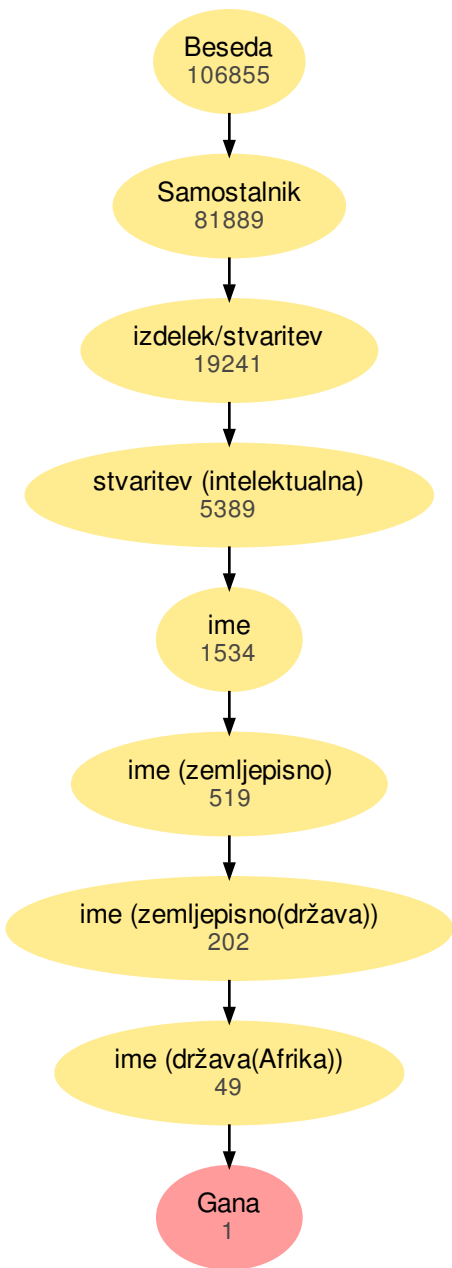 Beseda
106855
Samostalnik
81889
izdelek/stvaritev
19241
stvaritev (intelektualna)
5389
ime
1534
ime (zemljepisno)
519
ime (zemljepisno(država))
202
ime (država(Afrika))
49
Gana
1